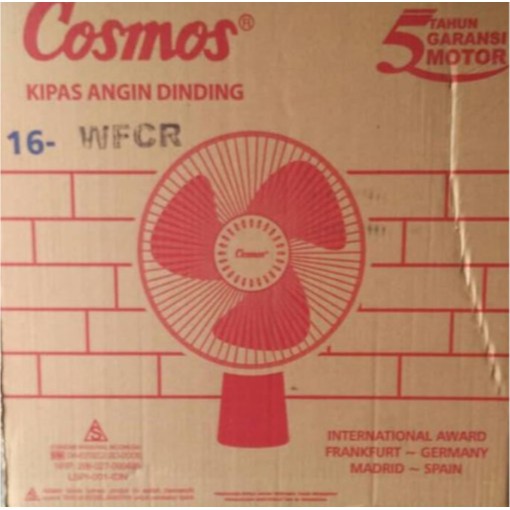 Cosmos®
5 TAHUN
GARANSI
MOTOR
KIPAS ANGIN DINDING
16- WFCR
Cosmos
INTERNATIONAL AWARD
FRANKFURT ~ GERMANY
MADRID ~ SPAIN